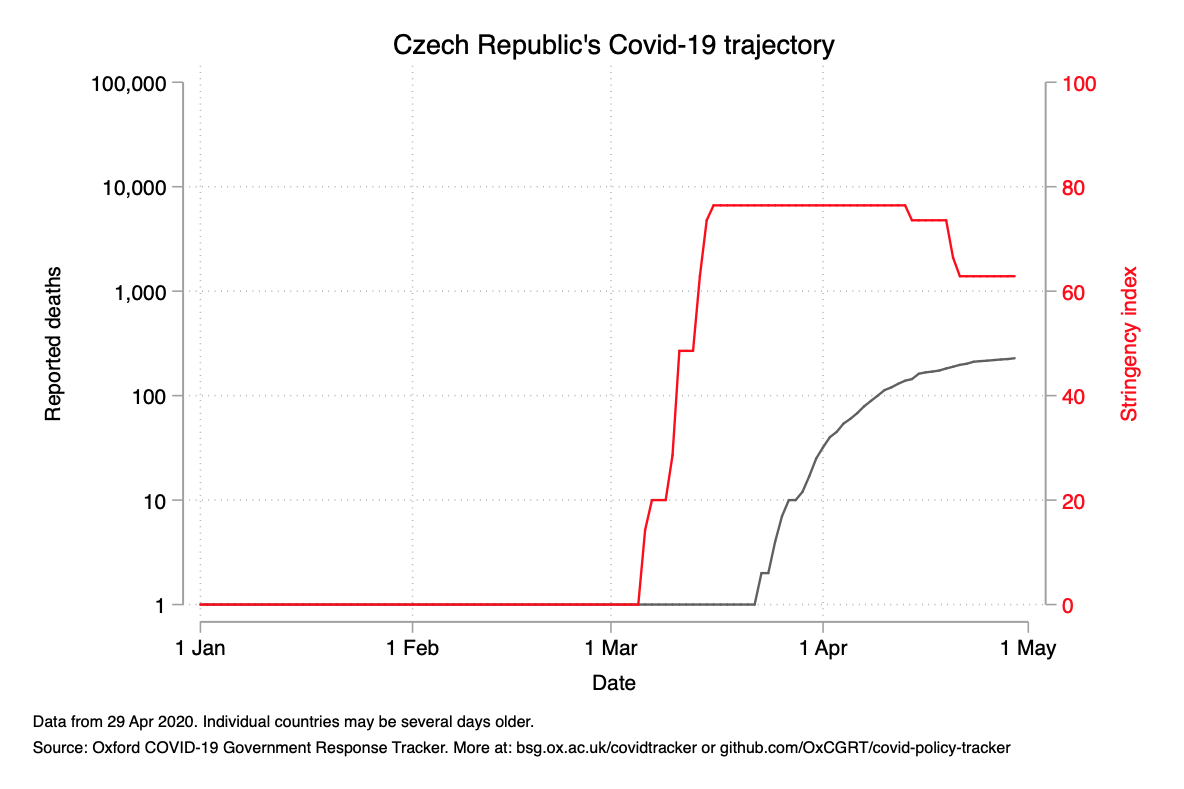 Czech Republic's Covid-19 trajectory
100,000
10,000
1,000
100
10
1
Reported deaths
100
80
60
40
20
0
Stringency index
1 Jan
1 Feb
1 Mar
1 Apr
1 May
Date
Data from 29 Apr 2020. Individual countries may be several days older.
Source: Oxford COVID-19 Government Response Tracker. More at: bsg.ox.ac.uk/covidtracker or github.com/OxCGRT/covid-policy-tracker